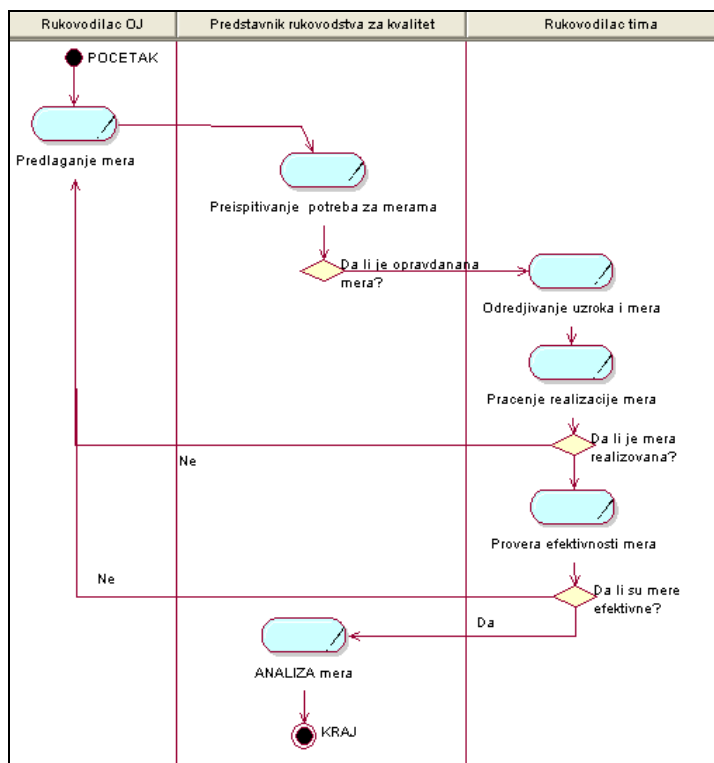 Rukovodilac OJ
Predstavnik rukovodstva za kvalitet
Rukovodilac tima
POCETAK
Predlaganje mera
Preispitivanje potreba za merama
Da li je opravdanana
mera?
Odredjivanje uzroka i mera
Pracenje realizacije mera
Da li je mera
realizovana?
Ne
Provera efektivnosti mera
Da li su mere
efektivne?
Ne
Da
ANALIZA mera
KRAJ